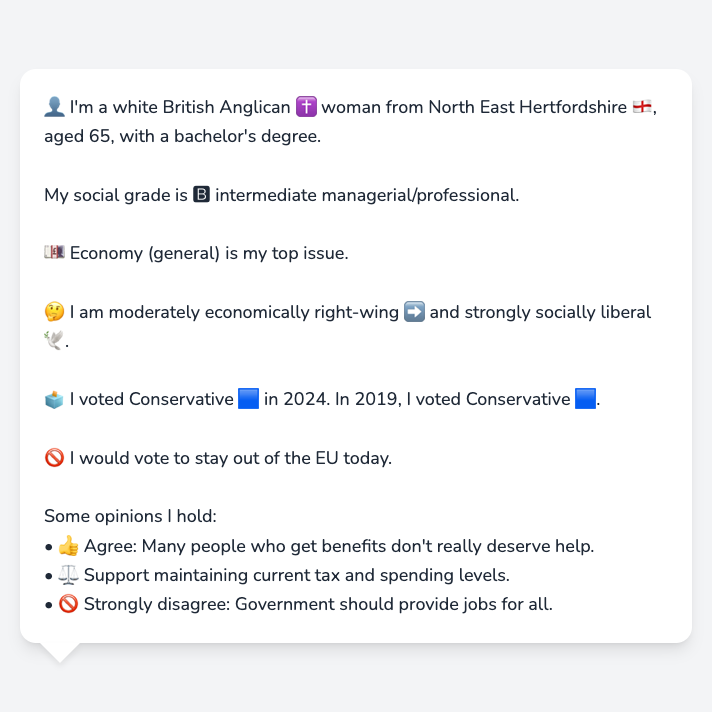 👤 I'm a white British Anglican ✝️ woman from North East Hertfordshire 🏴󠁧󠁢󠁥󠁮󠁧󠁿,
aged 65, with a bachelor's degree.
My social grade is 🅱 intermediate managerial/professional.
💷 Economy (general) is my top issue.
🤔 I am moderately economically right-wing ➡️ and strongly socially liberal
🕊️.
🗳️ I voted Conservative 🟦 in 2024. In 2019, I voted Conservative 🟦.
🚫 I would vote to stay out of the EU today.
Some opinions I hold:
• 👍 Agree: Many people who get benefits don't really deserve help.
• ⚖️ Support maintaining current tax and spending levels.
• 🚫 Strongly disagree: Government should provide jobs for all.